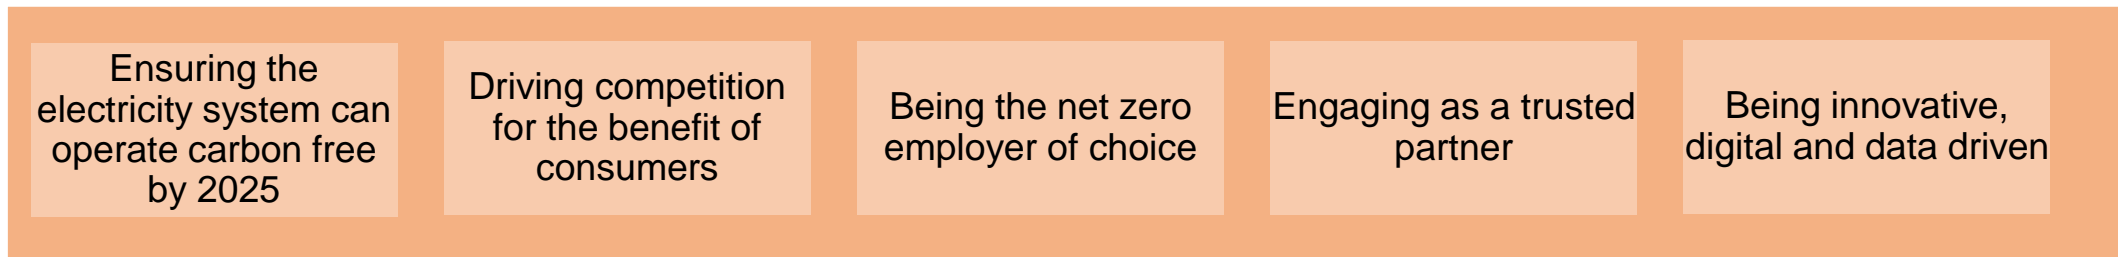 Ensuring the
electricity system can
operate carbon free
by 2025
Driving competition
for the benefit of
consumers
Being the net zero
employer of choice
Engaging as a trusted
partner
Being innovative,
digital and data driven